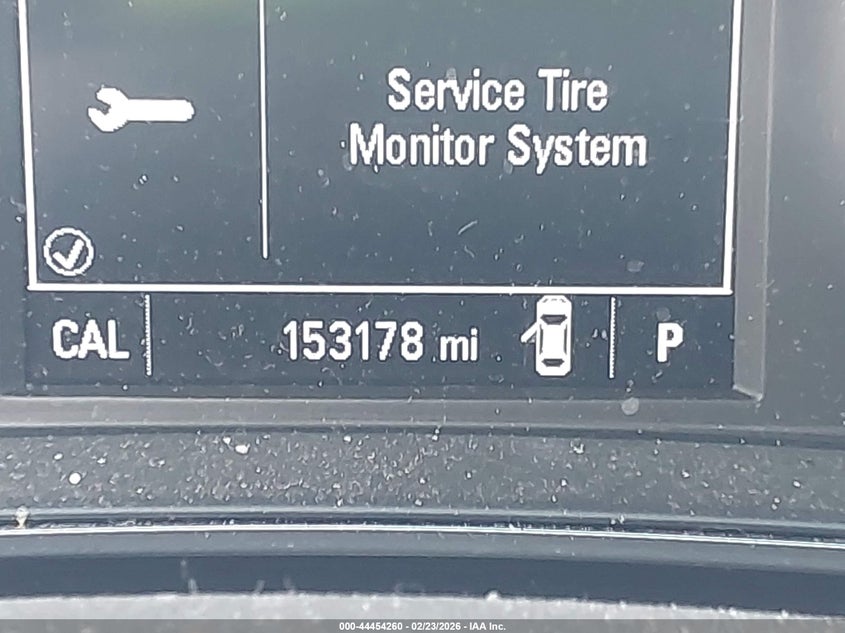 Service Tire
Monitor System
CAL 153178 mi P
000-44454260 - 02/23/2026 - IAA Inc.